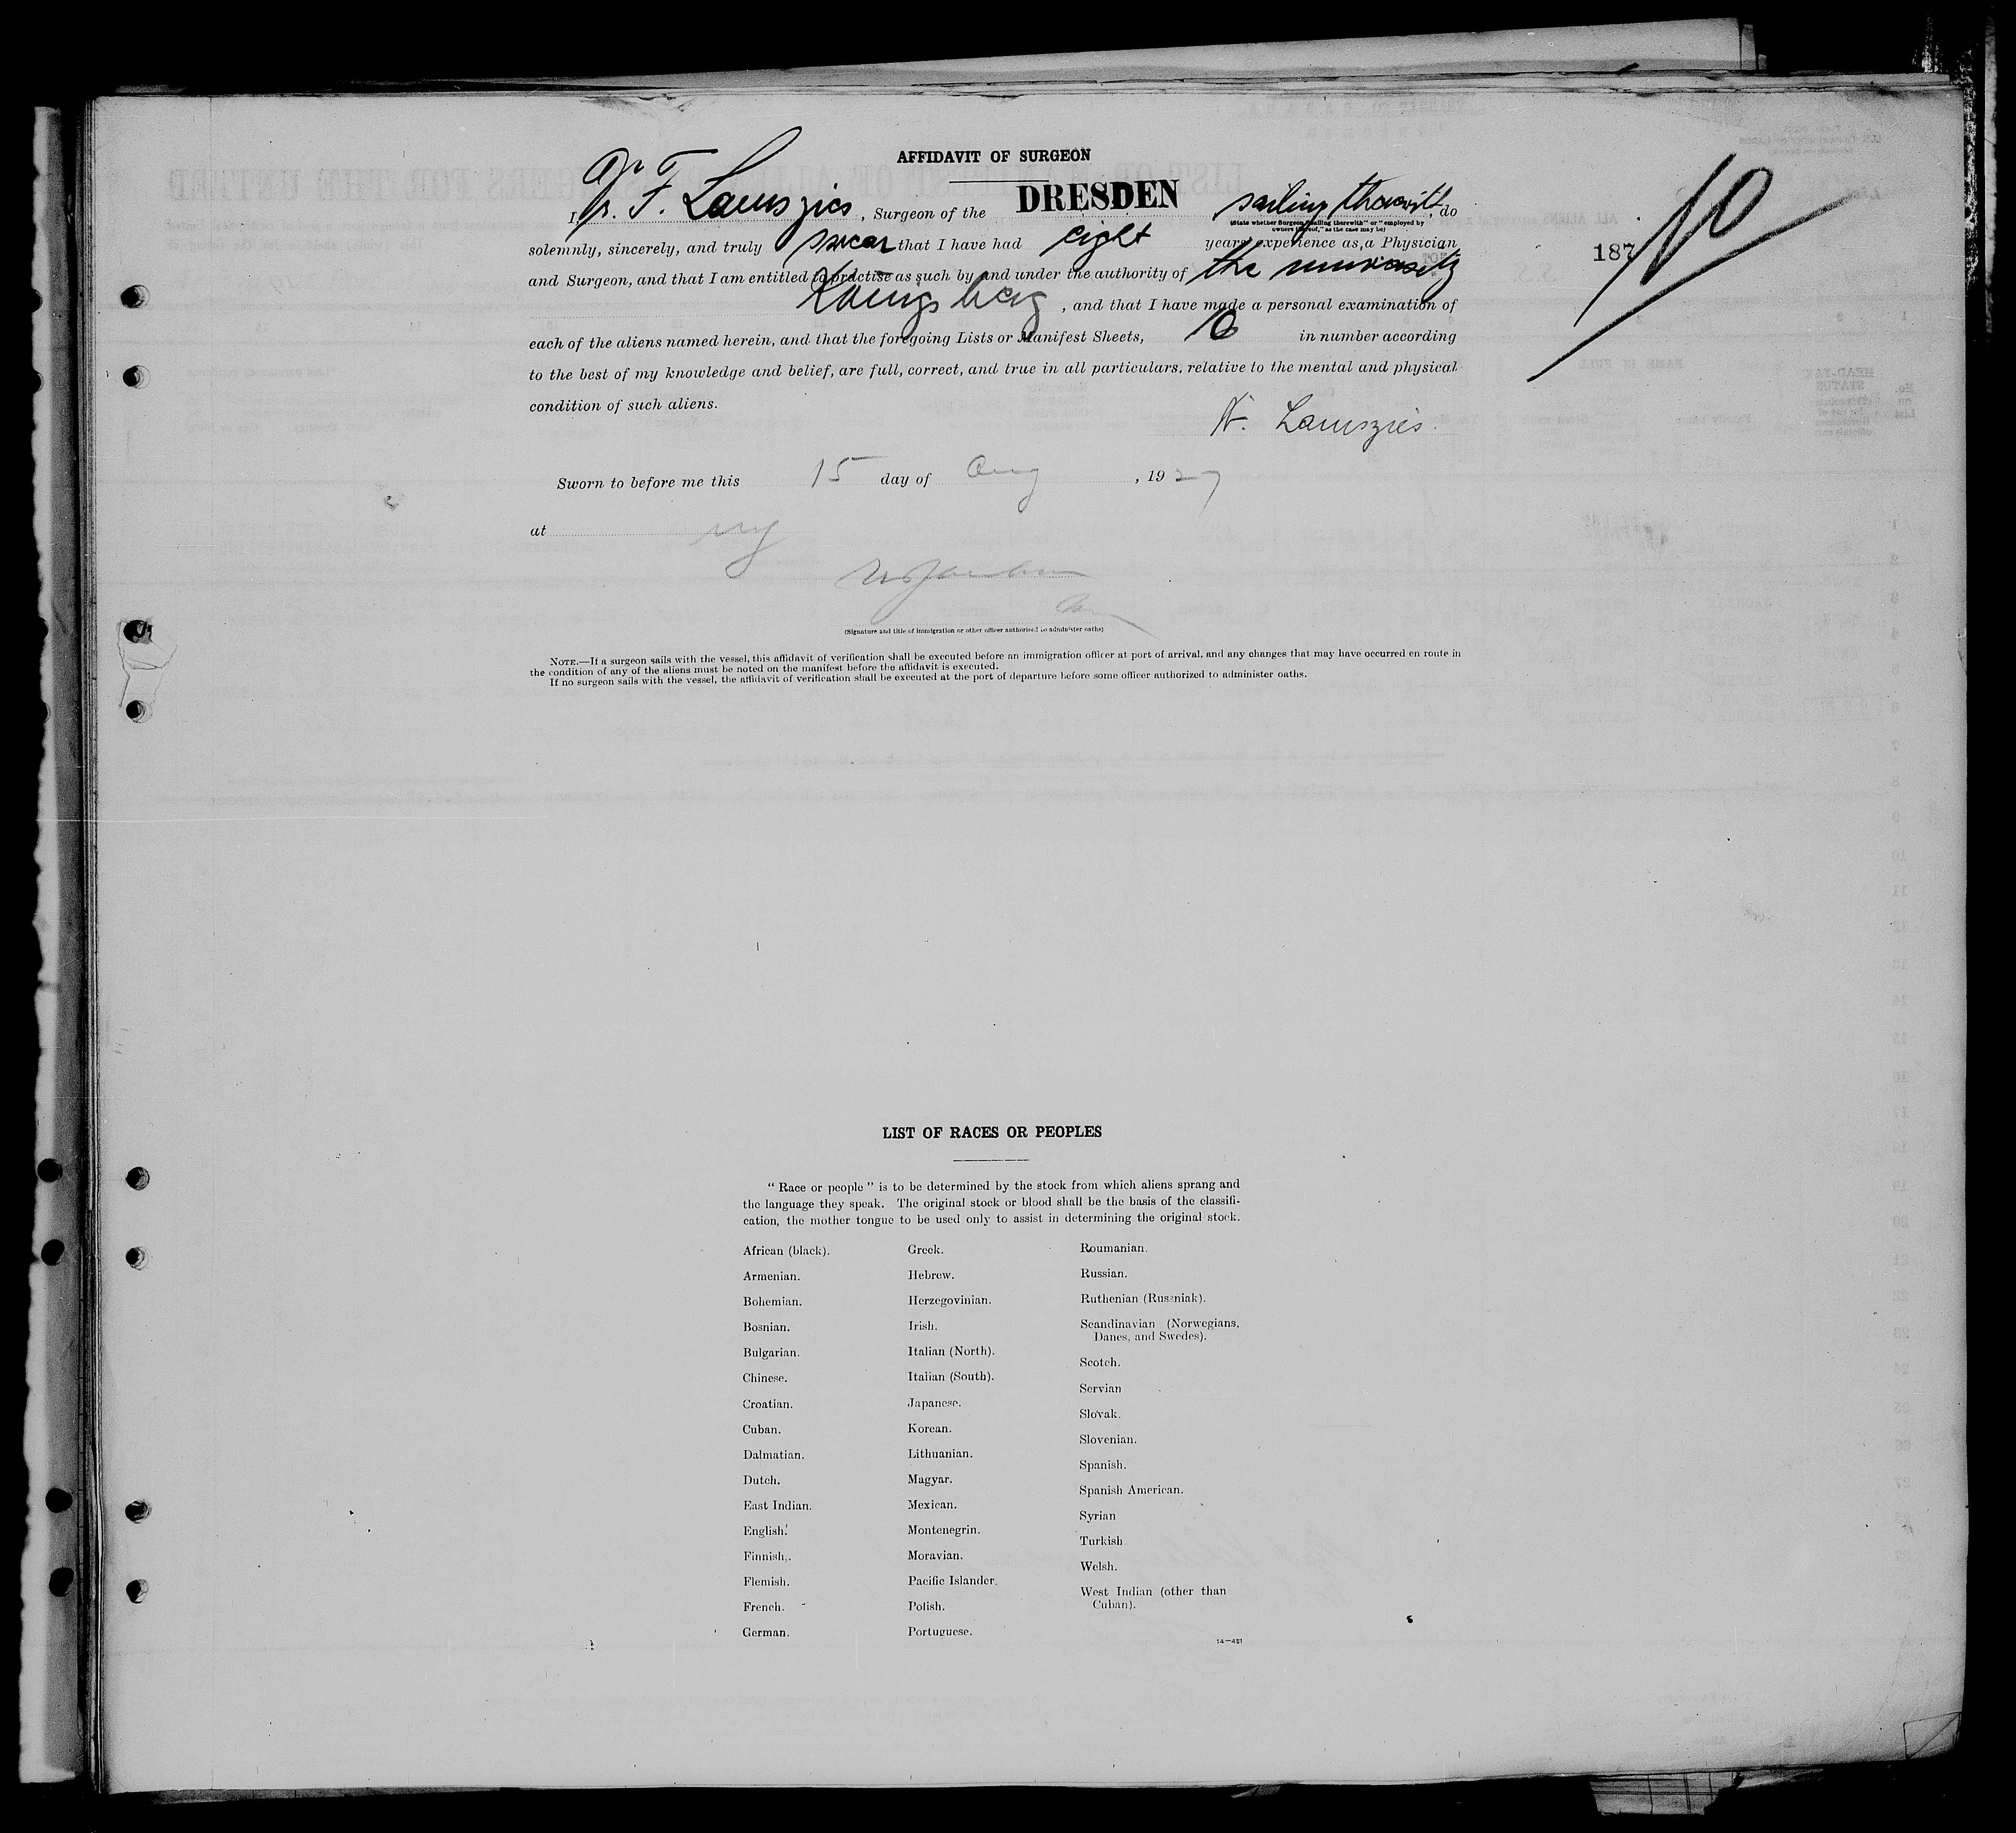 AFFIDAVIT OF SURGEON
I Dr. F. Lauszies, Surgeon of the DRESDEN sailing therewith, do
(State whether Surgeon "sailing therewith" or "employed by
owners thereof," as the case may be)
solemnly, sincerely, and truly swear that I have had eight years' experience as a Physician
and Surgeon, and that I am entitled to practise as such by and under the authority of the university
Koenigsberg, and that I have made a personal examination of
each of the aliens named herein, and that the foregoing Lists or Manifest Sheets, 10 in number according
to the best of my knowledge and belief, are full, correct, and true in all particulars, relative to the mental and physical
condition of such aliens.
Lauszies.
Sworn to before me this 15 day of Aug, 1927
at NY
(Signature and title of immigration or other officer authorized to administer oaths)
187
10
NOTE.—If a surgeon sails with the vessel, this affidavit of verification shall be executed before an immigration officer at port of arrival, and any changes that may have occurred en route in
the condition of any of the aliens must be noted on the manifest before the affidavit is executed.
If no surgeon sails with the vessel, the affidavit of verification shall be executed at the port of departure before some officer authorized to administer oaths.
LIST OF RACES OR PEOPLES
"Race or people" is to be determined by the stock from which aliens sprang and
the language they speak. The original stock or blood shall be the basis of the classifi-
cation, the mother tongue to be used only to assist in determining the original stock.
African (black).
Armenian.
Bohemian.
Bosnian.
Bulgarian.
Chinese.
Croatian.
Cuban.
Dalmatian.
Dutch.
East Indian.
English.
Finnish.
Flemish.
French.
German.
Greek.
Hebrew.
Herzegovinian.
Irish.
Italian (North).
Italian (South).
Japanese.
Korean.
Lithuanian.
Magyar.
Mexican.
Montenegrin.
Moravian.
Pacific Islander.
Polish.
Portuguese.
Roumanian.
Russian.
Ruthenian (Russniak).
Scandinavian (Norwegians,
Danes, and Swedes).
Scotch.
Servian
Slovak.
Slovenian.
Spanish.
Spanish American.
Syrian
Turkish
Welsh.
West Indian (other than
Cuban).
14—421